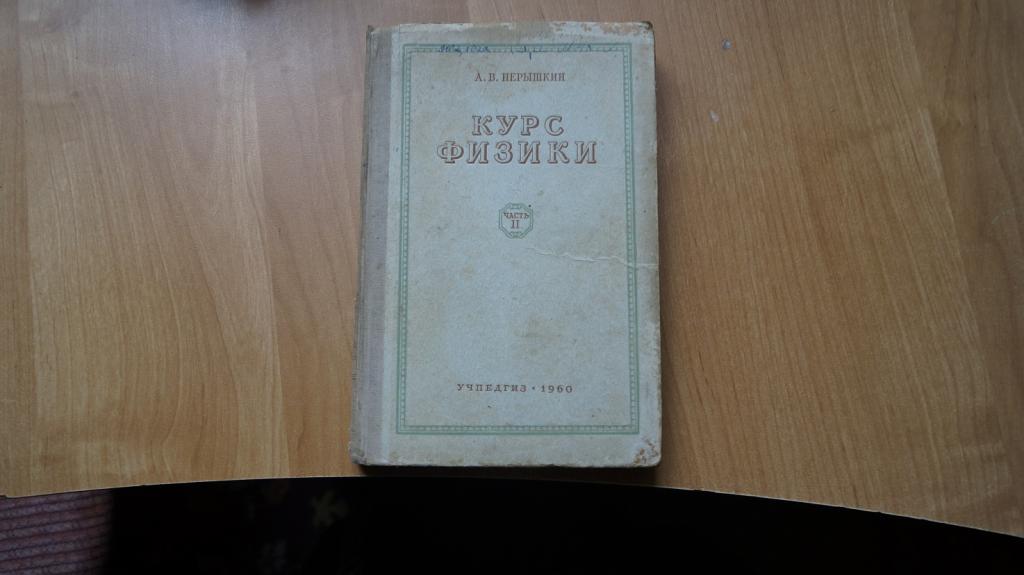 А. В. ПЕРЫШКИН
КУРС
ФИЗИКИ
ЧАСТЬ
II
УЧПЕДГИЗ • 1960